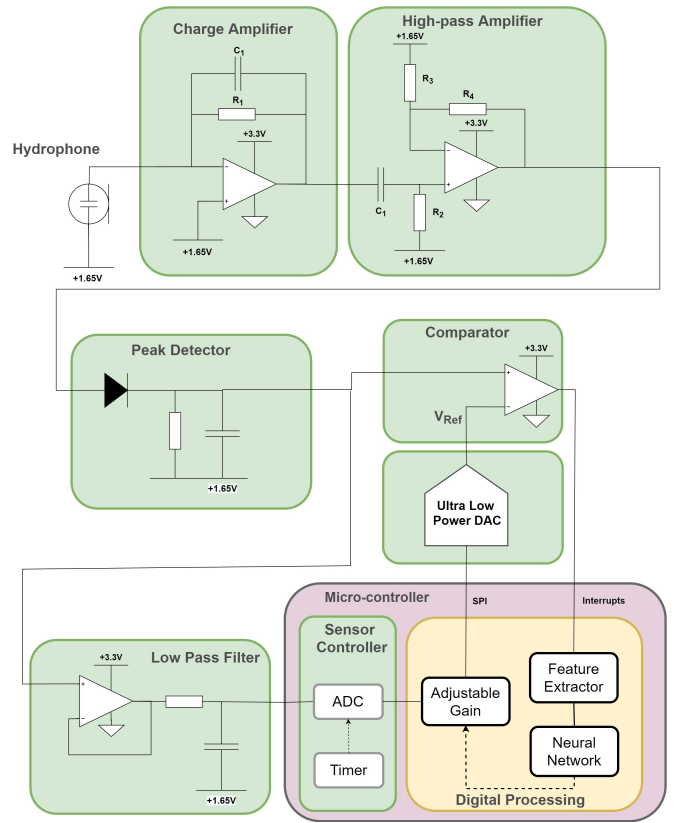 Charge Amplifier
High-pass Amplifier
+1.65V
C1
R3
R1
R4
+3.3V
+3.3V
Hydrophone
C1
R2
+1.65V
+1.65V
+1.65V
Peak Detector
Comparator
+3.3V
VRef
+1.65V
Ultra Low
Power DAC
Micro-controller
SPI
Interrupts
Sensor
Controller
Low Pass Filter
+3.3V
Feature
Extractor
ADC
Adjustable
Gain
Neural
Network
Timer
+1.65V
Digital Processing